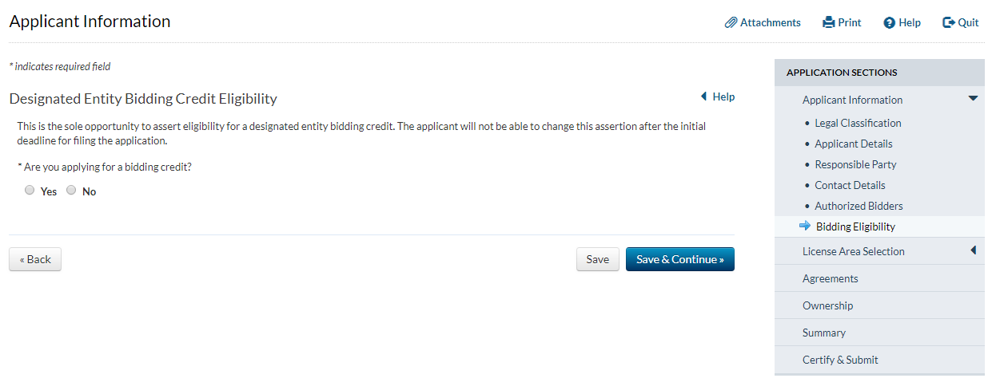 Applicant Information
Attachments
Print
Help
Quit
* indicates required field
Designated Entity Bidding Credit Eligibility
Help
This is the sole opportunity to assert eligibility for a designated entity bidding credit. The applicant will not be able to change this assertion after the initial
deadline for filing the application.
* Are you applying for a bidding credit?
Yes No
« Back
Save
Save & Continue »
APPLICATION SECTIONS
Applicant Information
• Legal Classification
• Applicant Details
• Responsible Party
• Contact Details
• Authorized Bidders
Bidding Eligibility
License Area Selection
Agreements
Ownership
Summary
Certify & Submit